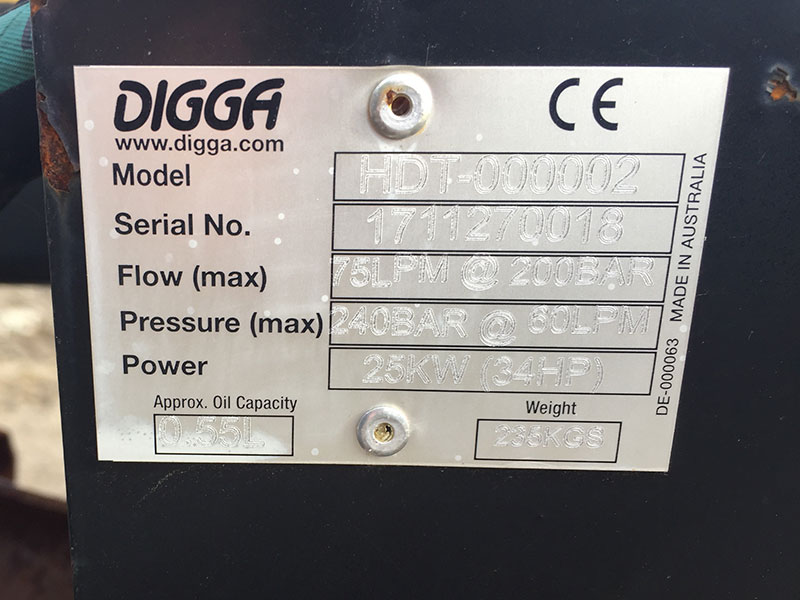 DIGGA
CE
www.digga.com
Model HDT-000002
Serial No. 1711270018
Flow (max) 75LPM @ 200BAR
Pressure (max) 240BAR @ 60LPM
Power 25KW (34HP)
Approx. Oil Capacity
0.55L
Weight
235KGS
DE-000063 MADE IN AUSTRALIA